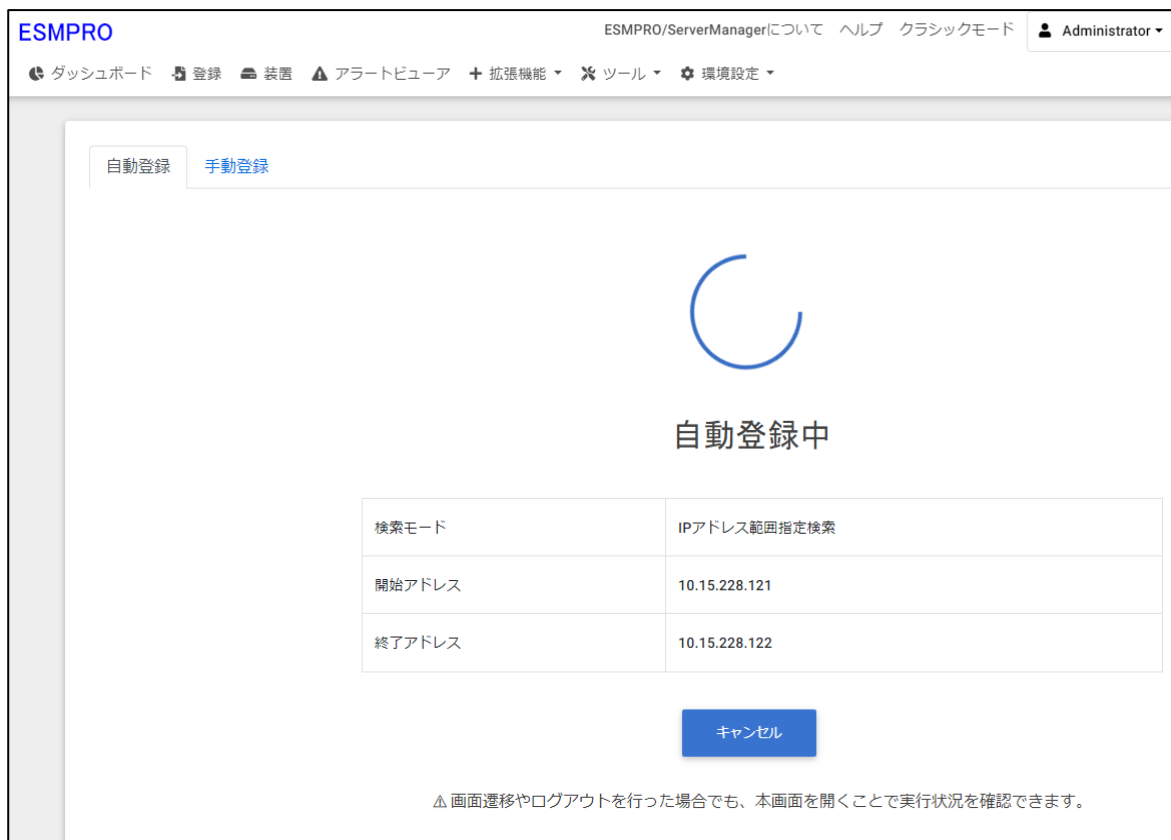 ESMPRO
ESMPRO/ServerManagerについて ヘルプ クラシックモード Administrator
ダッシュボード 登録 装置 アラートビューア 拡張機能 ツール 環境設定
自動登録 手動登録
自動登録中
検索モード IPアドレス範囲指定検索
開始アドレス 10.15.228.121
終了アドレス 10.15.228.122
キャンセル
⚠ 画面遷移やログアウトを行った場合でも、本画面を開くことで実行状況を確認できます。